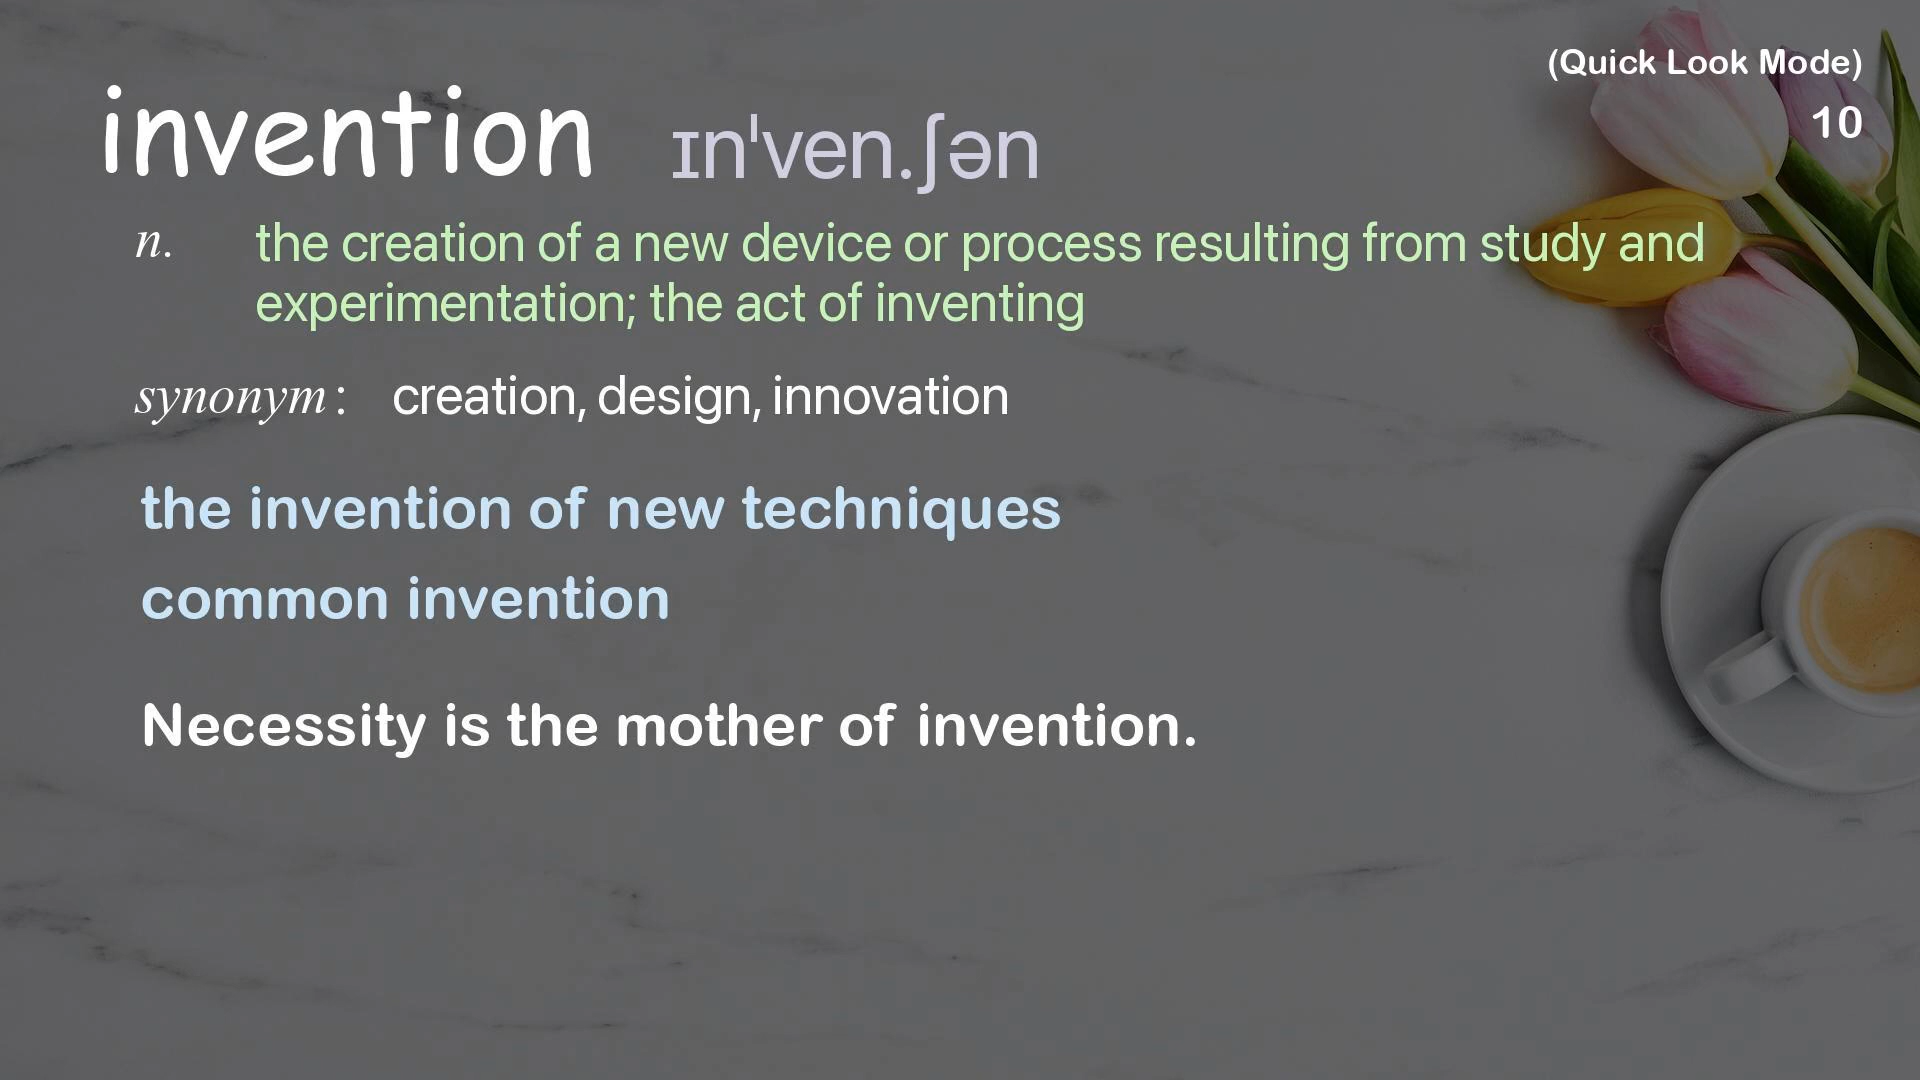 (Quick Look Mode)
10
invention ɪnˈven.ʃən
n. the creation of a new device or process resulting from study and
experimentation; the act of inventing
synonym: creation, design, innovation
the invention of new techniques
common invention
Necessity is the mother of invention.